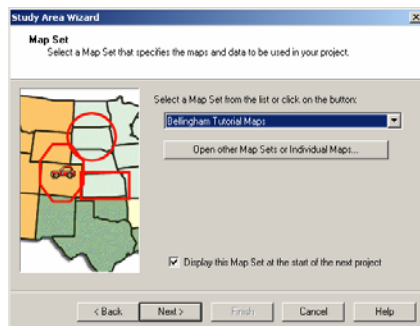 Study Area Wizard
Map Set
Select a Map Set that specifies the maps and data to be used in your project.
Select a Map Set from the list or click on the button:
Bellingham Tutorial Maps
Open other Map Sets or Individual Maps...
Display this Map Set at the start of the next project
< Back
Next >
Finish
Cancel
Help